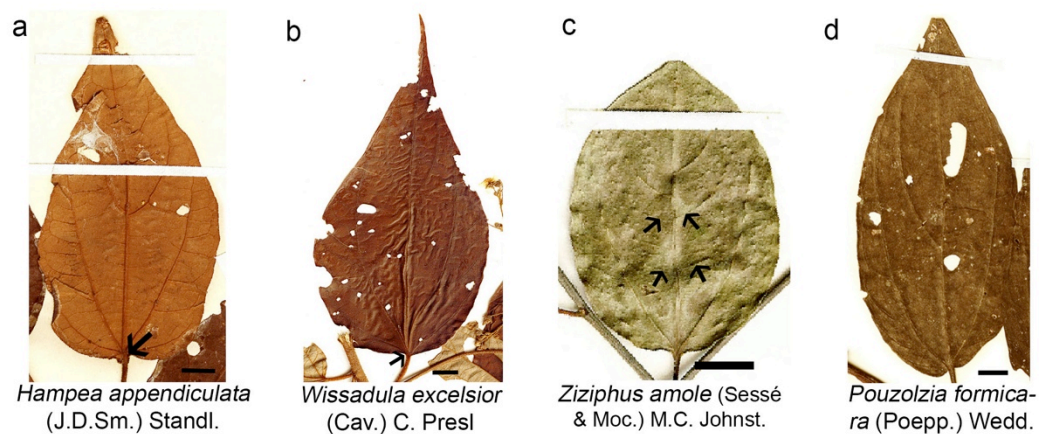 a
b
c
d
Hampea appendiculata
(J.D.Sm.) Standl.
Wissadula excelsior
(Cav.) C. Presl
Ziziphus amole (Sessé
& Moc.) M.C. Johnst.
Pouzolzia formica-
ra (Poepp.) Wedd.